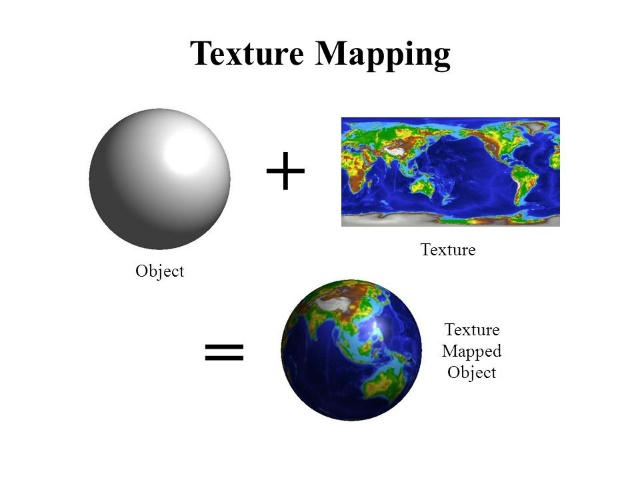 Texture Mapping
+
Texture
Object
=
Texture
Mapped
Object